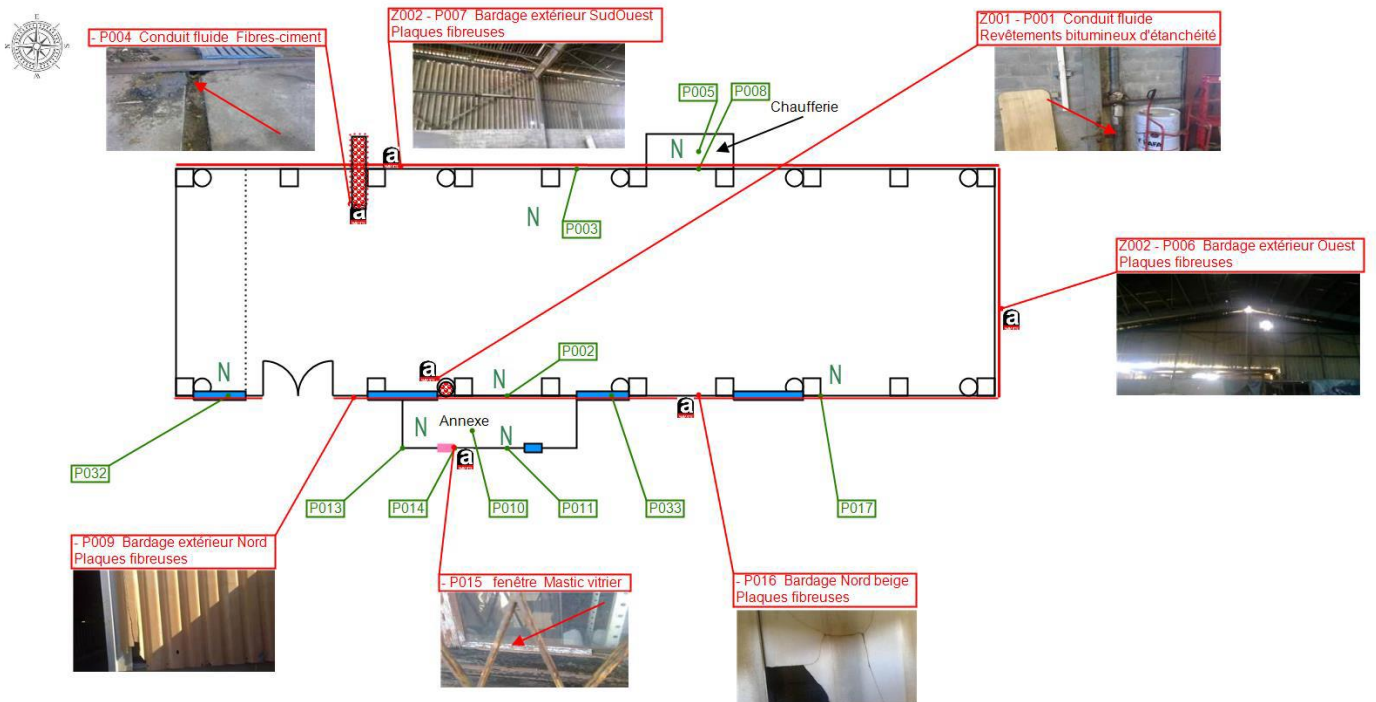 E
N
S
W
- P004 Conduit fluide Fibres-ciment
Z002 - P007 Bardage extérieur SudOuest
Plaques fibreuses
Z001 - P001 Conduit fluide
Revêtements bitumineux d'étanchéité
P005
P008
Chaufferie
N
a
a
N
P003
Z002 - P006 Bardage extérieur Ouest
Plaques fibreuses
a
P002
a
N
N
N
a
Annexe
N
N
a
P032
P013
P014
P010
P011
P033
P017
- P009 Bardage extérieur Nord
Plaques fibreuses
- P015 fenêtre Mastic vitrier
- P016 Bardage Nord beige
Plaques fibreuses